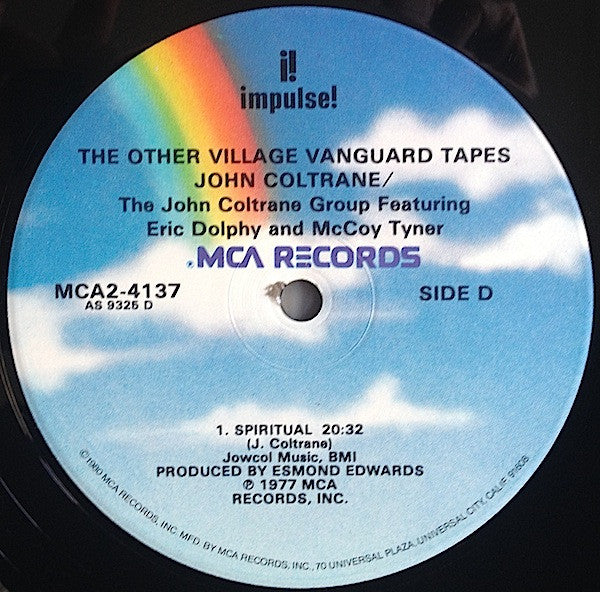 i!
impulse!
THE OTHER VILLAGE VANGUARD TAPES
JOHN COLTRANE/
The John Coltrane Group Featuring
Eric Dolphy and McCoy Tyner
®MCA RECORDS
MCA2-4137
AS 9325 D
SIDE D
1. SPIRITUAL 20:32
(J. Coltrane)
Jowcol Music, BMI
PRODUCED BY ESMOND EDWARDS
℗ 1977 MCA
RECORDS, INC.
©1980 MCA RECORDS, INC. MFD. BY MCA RECORDS, INC., 70 UNIVERSAL PLAZA, UNIVERSAL CITY, CALIF. 91608